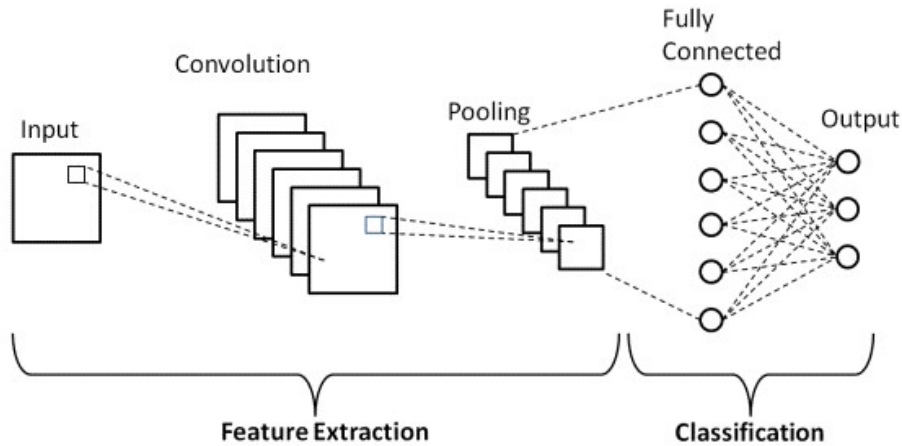 Input
Convolution
Pooling
Fully
Connected
Output
Feature Extraction
Classification